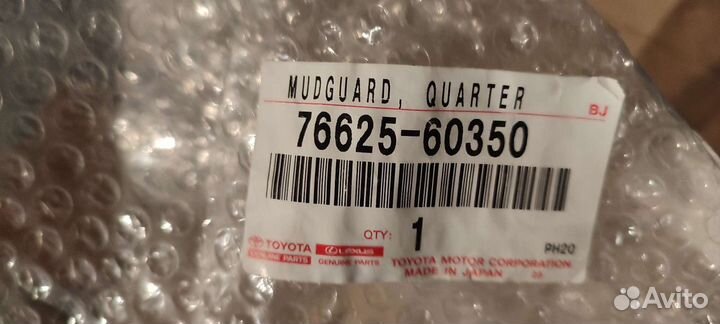 MUDGUARD, QUARTER
BJ
76625-60350
QTY: 1
PH20
TOYOTA
GENUINE PARTS
LEXUS
GENUINE PARTS
TOYOTA MOTOR CORPORATION
MADE IN JAPAN
Avito